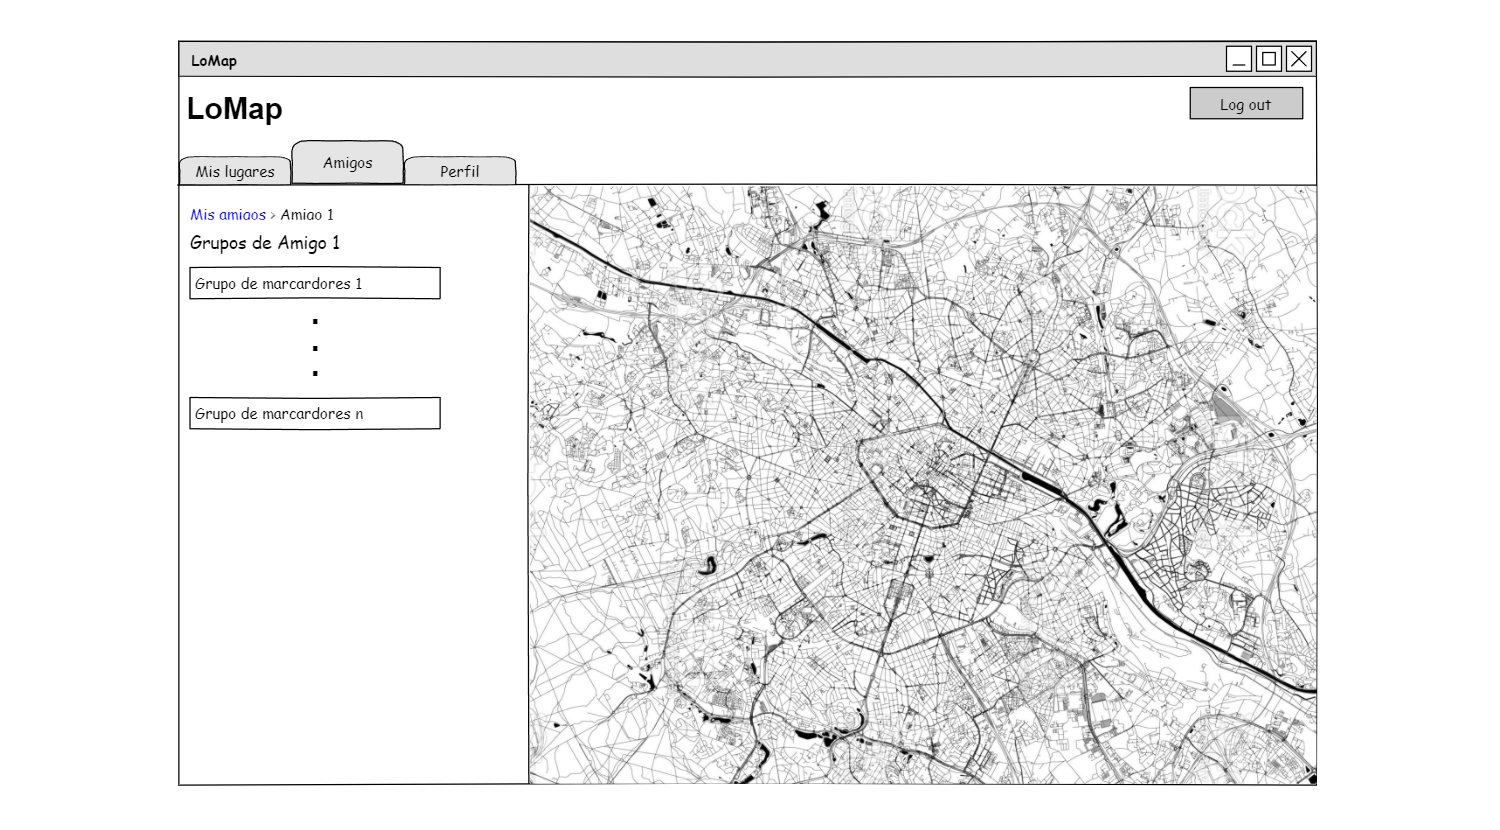 LoMap
LoMap
Log out
Mis lugares
Amigos
Perfil
Mis amigos > Amigo 1
Grupos de Amigo 1
Grupo de marcardores 1
.
.
.
Grupo de marcardores n